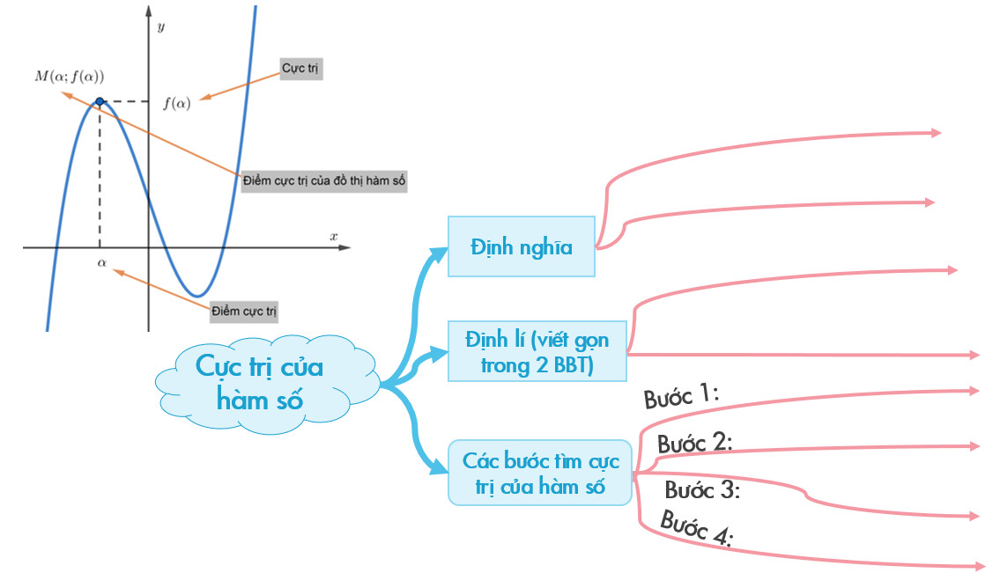 y
Cực trị
M(α; f(α))
f(α)
Điểm cực trị của đồ thị hàm số
x
α
Điểm cực trị
Cực trị của
hàm số
Định nghĩa
Định lí (viết gọn
trong 2 BBT)
Các bước tìm cực
trị của hàm số
Bước 1:
Bước 2:
Bước 3:
Bước 4: